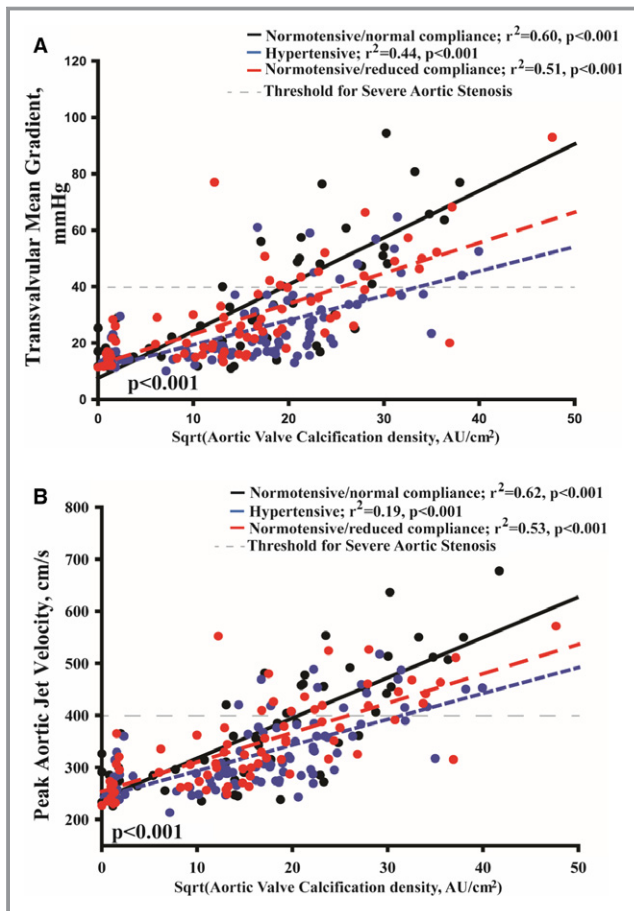 A
Normotensive/normal compliance; r²=0.60, p<0.001
Hypertensive; r²=0.44, p<0.001
Normotensive/reduced compliance; r²=0.51, p<0.001
Threshold for Severe Aortic Stenosis
Transvalvular Mean Gradient,
mmHg
120
100
80
60
40
20
0
p<0.001
0 10 20 30 40 50
Sqrt(Aortic Valve Calcification density, AU/cm²)
B
Normotensive/normal compliance; r²=0.62, p<0.001
Hypertensive; r²=0.19, p<0.001
Normotensive/reduced compliance; r²=0.53, p<0.001
Threshold for Severe Aortic Stenosis
Peak Aortic Jet Velocity, cm/s
800
700
600
500
400
300
200
p<0.001
0 10 20 30 40 50
Sqrt(Aortic Valve Calcification density, AU/cm²)